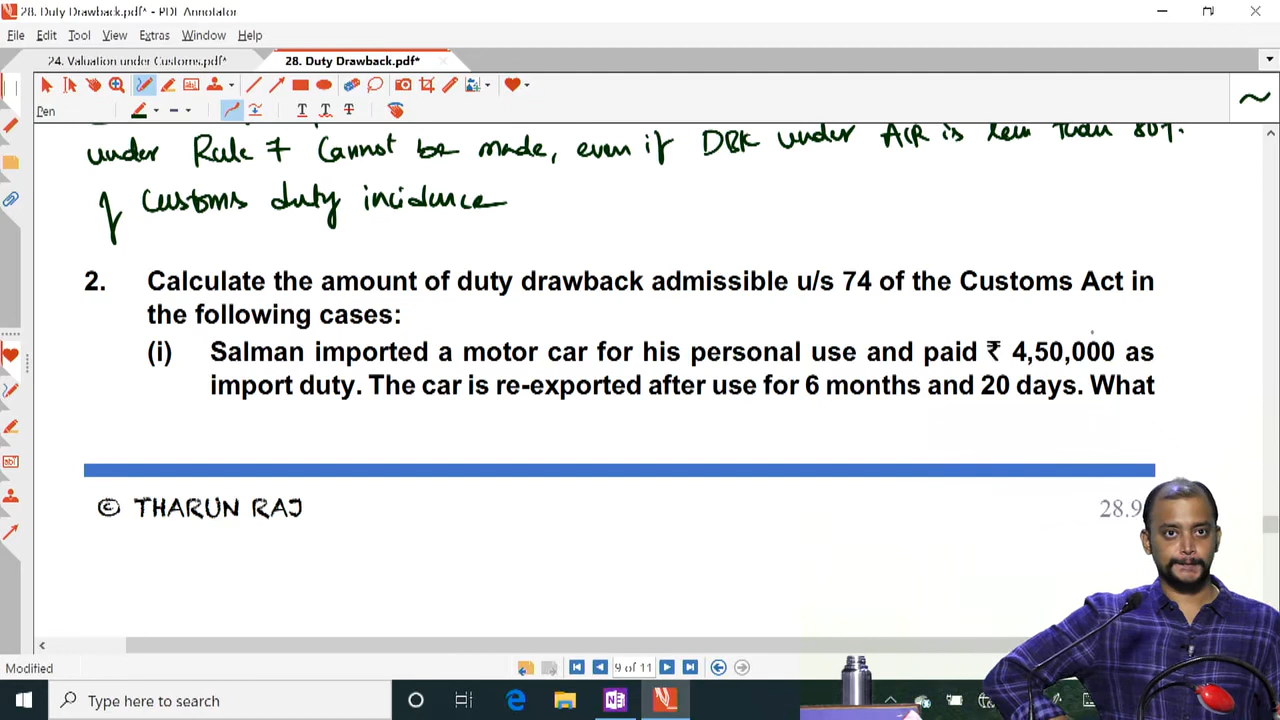 28. Duty Drawback.pdf* - PDF Annotator
File Edit Tool View Extras Window Help
24. Valuation under Customs.pdf* 28. Duty Drawback.pdf*
Pen
under Rule 7 Cannot be made, even if DBK under AIR is less than 80%
of Customs duty incidence
2. Calculate the amount of duty drawback admissible u/s 74 of the Customs Act in
the following cases:
(i) Salman imported a motor car for his personal use and paid ₹ 4,50,000 as
import duty. The car is re-exported after use for 6 months and 20 days. What
© THARUN RAJ
28.9
Modified
9 of 11
Type here to search